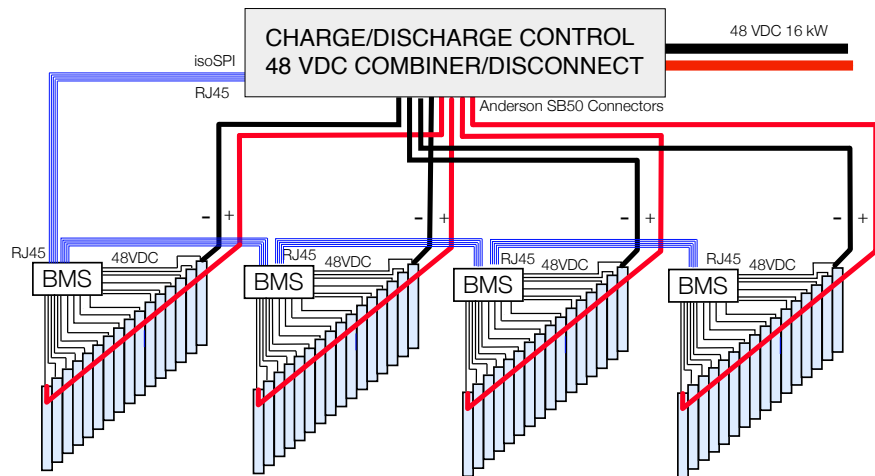 CHARGE/DISCHARGE CONTROL
48 VDC COMBINER/DISCONNECT
48 VDC 16 kW
isoSPI
RJ45
Anderson SB50 Connectors
- +
- +
- +
- +
RJ45
48VDC
BMS
RJ45
48VDC
BMS
RJ45
48VDC
BMS
RJ45
48VDC
BMS